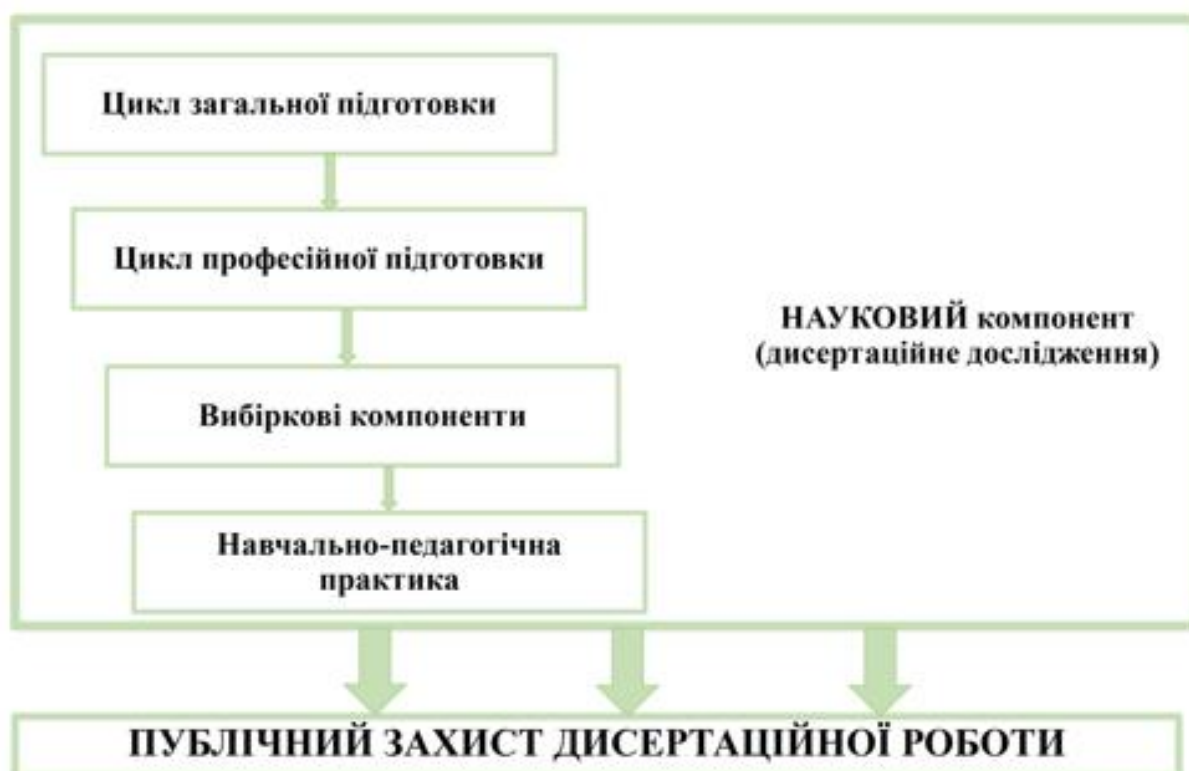 Цикл загальної підготовки
Цикл професійної підготовки
Вибіркові компоненти
Навчально-педагогічна
практика
НАУКОВИЙ компонент
(дисертаційне дослідження)
ПУБЛІЧНИЙ ЗАХИСТ ДИСЕРТАЦІЙНОЇ РОБОТИ